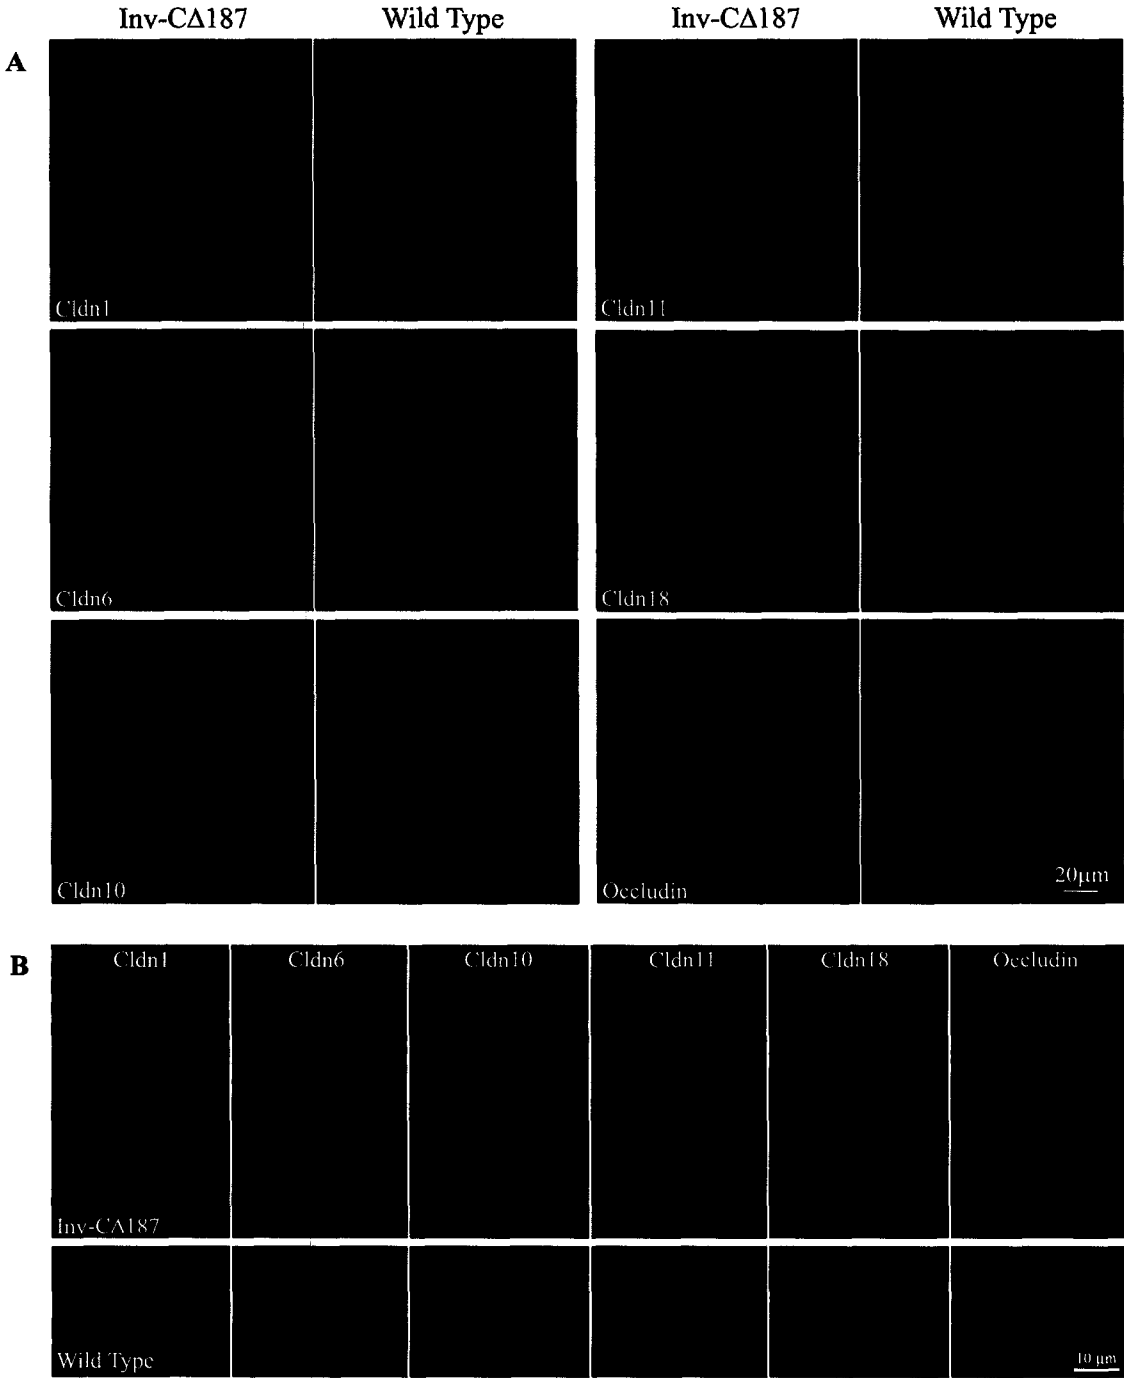 Inv-CΔ187 Wild Type Inv-CΔ187 Wild Type
A
Cldn1 Cldn11
Cldn6 Cldn18
Cldn10 Occludin 20μm
B
Cldn1 Cldn6 Cldn10 Cldn11 Cldn18 Occludin
Inv-CΔ187
Wild Type 10 μm